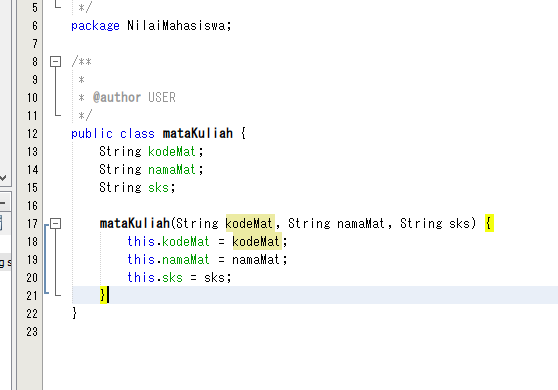 5 */
6 package NilaiMahasiswa;
7
8 /**
9 *
10 * @author USER
11 */
12 public class mataKuliah {
13 String kodeMat;
14 String namaMat;
15 String sks;
16
17 mataKuliah(String kodeMat, String namaMat, String sks) {
18 this.kodeMat = kodeMat;
19 this.namaMat = namaMat;
20 this.sks = sks;
21 }
22 }
23